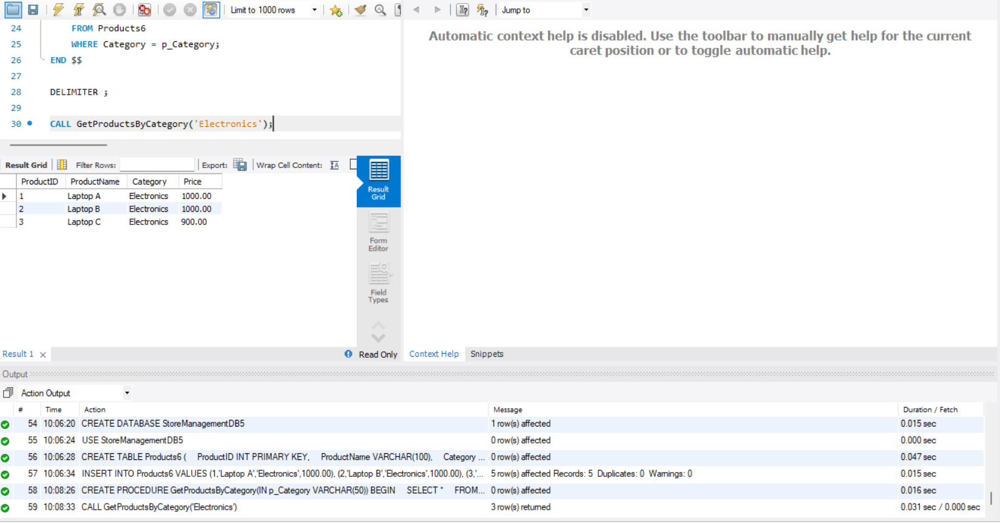 Limit to 1000 rows
Jump to
24 FROM Products6
25 WHERE Category = p_Category;
26 END $$
27
28 DELIMITER ;
29
30 CALL GetProductsByCategory('Electronics');
Automatic context help is disabled. Use the toolbar to manually get help for the current
caret position or to toggle automatic help.
Result Grid Filter Rows: Export: Wrap Cell Content:
ProductID ProductName Category Price
1 Laptop A Electronics 1000.00
2 Laptop B Electronics 1000.00
3 Laptop C Electronics 900.00
Result
Grid
Form
Editor
Field
Types
Result 1 Read Only
Context Help Snippets
Output
Action Output
# Time Action Message Duration / Fetch
54 10:06:20 CREATE DATABASE StoreManagementDB5 1 row(s) affected 0.015 sec
55 10:06:24 USE StoreManagementDB5 0 row(s) affected 0.000 sec
56 10:06:28 CREATE TABLE Products6 ( ProductID INT PRIMARY KEY, ProductName VARCHAR(100), Category ... 0 row(s) affected 0.047 sec
57 10:06:34 INSERT INTO Products6 VALUES (1,'Laptop A','Electronics',1000.00), (2,'Laptop B','Electronics',1000.00), (3,'... 5 row(s) affected Records: 5 Duplicates: 0 Warnings: 0 0.015 sec
58 10:08:26 CREATE PROCEDURE GetProductsByCategory(IN p_Category VARCHAR(50)) BEGIN SELECT * FROM... 0 row(s) affected 0.016 sec
59 10:08:33 CALL GetProductsByCategory('Electronics') 3 row(s) returned 0.031 sec / 0.000 sec